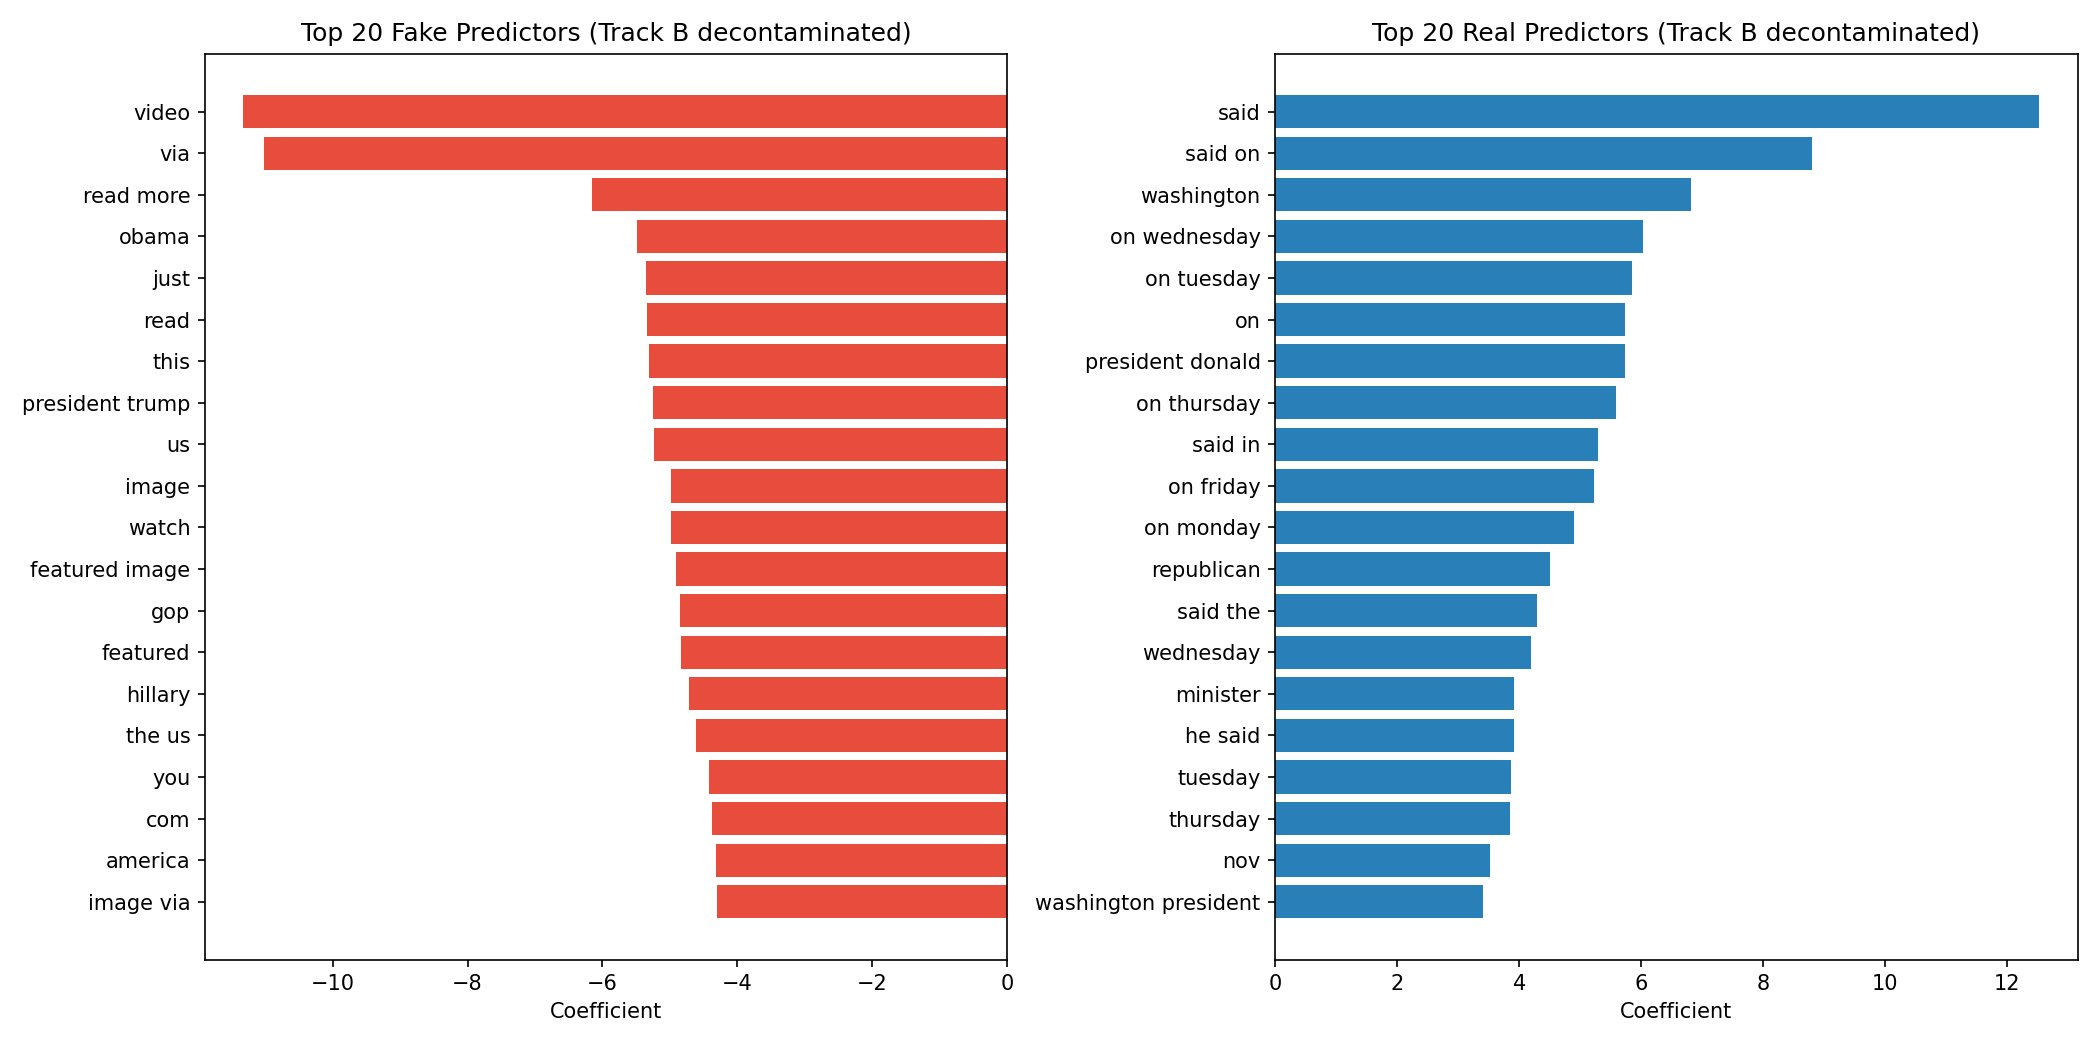 Top 20 Fake Predictors (Track B decontaminated)
video
via
read more
obama
just
read
this
president trump
us
image
watch
featured image
gop
featured
hillary
the us
you
com
america
image via
−10 −8 −6 −4 −2 0
Coefficient
Top 20 Real Predictors (Track B decontaminated)
said
said on
washington
on wednesday
on tuesday
on
president donald
on thursday
said in
on friday
on monday
republican
said the
wednesday
minister
he said
tuesday
thursday
nov
washington president
0 2 4 6 8 10 12
Coefficient